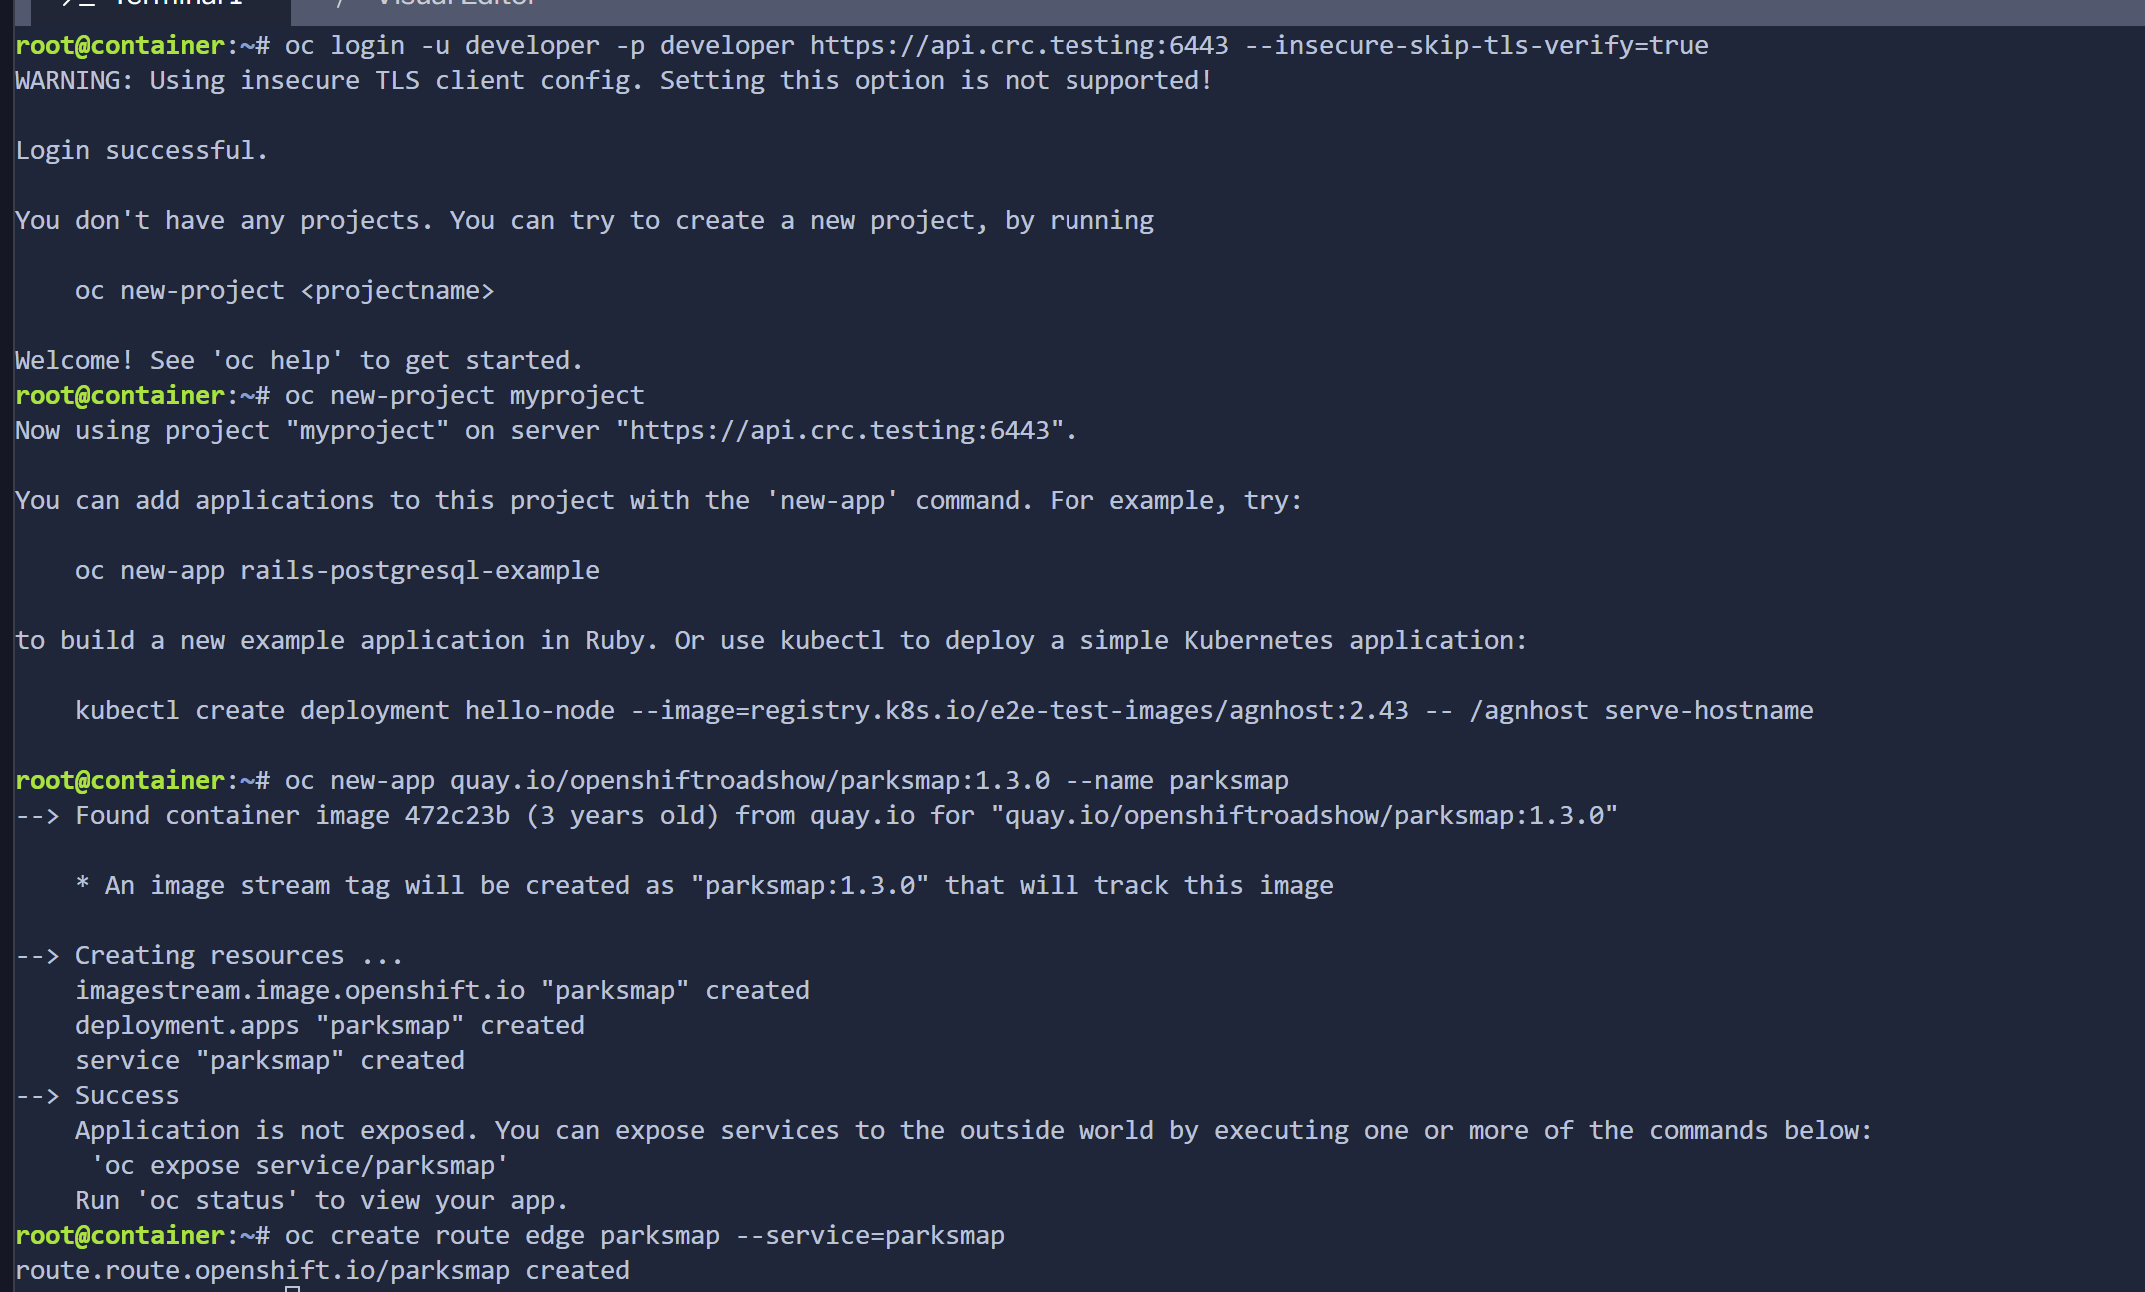 Terminal 1 Visual Editor
root@container:~# oc login -u developer -p developer https://api.crc.testing:6443 --insecure-skip-tls-verify=true
WARNING: Using insecure TLS client config. Setting this option is not supported!
Login successful.
You don't have any projects. You can try to create a new project, by running
oc new-project <projectname>
Welcome! See 'oc help' to get started.
root@container:~# oc new-project myproject
Now using project "myproject" on server "https://api.crc.testing:6443".
You can add applications to this project with the 'new-app' command. For example, try:
oc new-app rails-postgresql-example
to build a new example application in Ruby. Or use kubectl to deploy a simple Kubernetes application:
kubectl create deployment hello-node --image=registry.k8s.io/e2e-test-images/agnhost:2.43 -- /agnhost serve-hostname
root@container:~# oc new-app quay.io/openshiftroadshow/parksmap:1.3.0 --name parksmap
--> Found container image 472c23b (3 years old) from quay.io for "quay.io/openshiftroadshow/parksmap:1.3.0"
* An image stream tag will be created as "parksmap:1.3.0" that will track this image
--> Creating resources ...
imagestream.image.openshift.io "parksmap" created
deployment.apps "parksmap" created
service "parksmap" created
--> Success
Application is not exposed. You can expose services to the outside world by executing one or more of the commands below:
'oc expose service/parksmap'
Run 'oc status' to view your app.
root@container:~# oc create route edge parksmap --service=parksmap
route.route.openshift.io/parksmap created